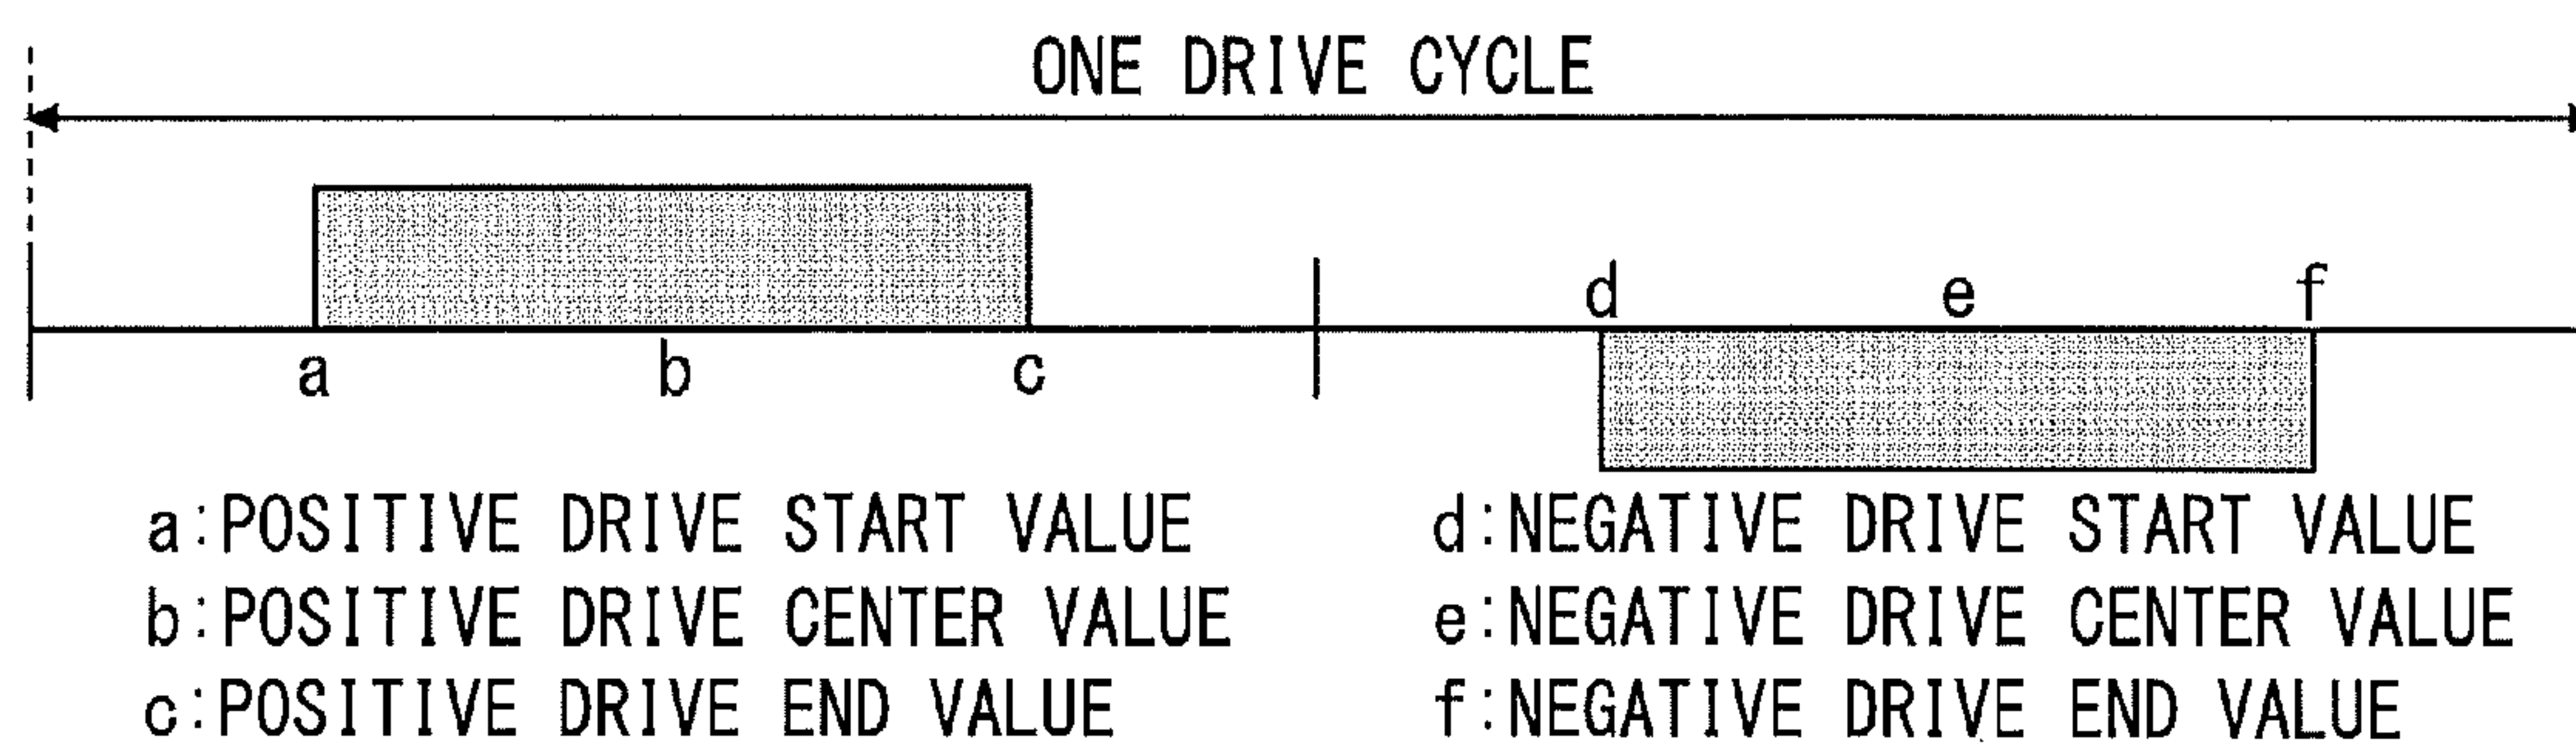 ONE DRIVE CYCLE
a b c
d e f
a:POSITIVE DRIVE START VALUE
b:POSITIVE DRIVE CENTER VALUE
c:POSITIVE DRIVE END VALUE
d:NEGATIVE DRIVE START VALUE
e:NEGATIVE DRIVE CENTER VALUE
f:NEGATIVE DRIVE END VALUE